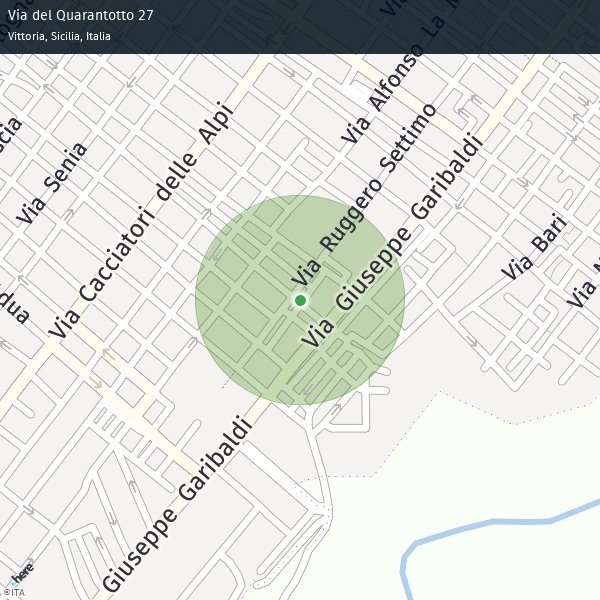 Via del Quarantotto 27
Vittoria, Sicilia, Italia
Via Alfonso La
Via Ruggero Settimo
Via Senia
Via Cacciatori delle Alpi
Via Giuseppe Garibaldi
Via Bari
Via
Giuseppe Garibaldi
here
©ITA